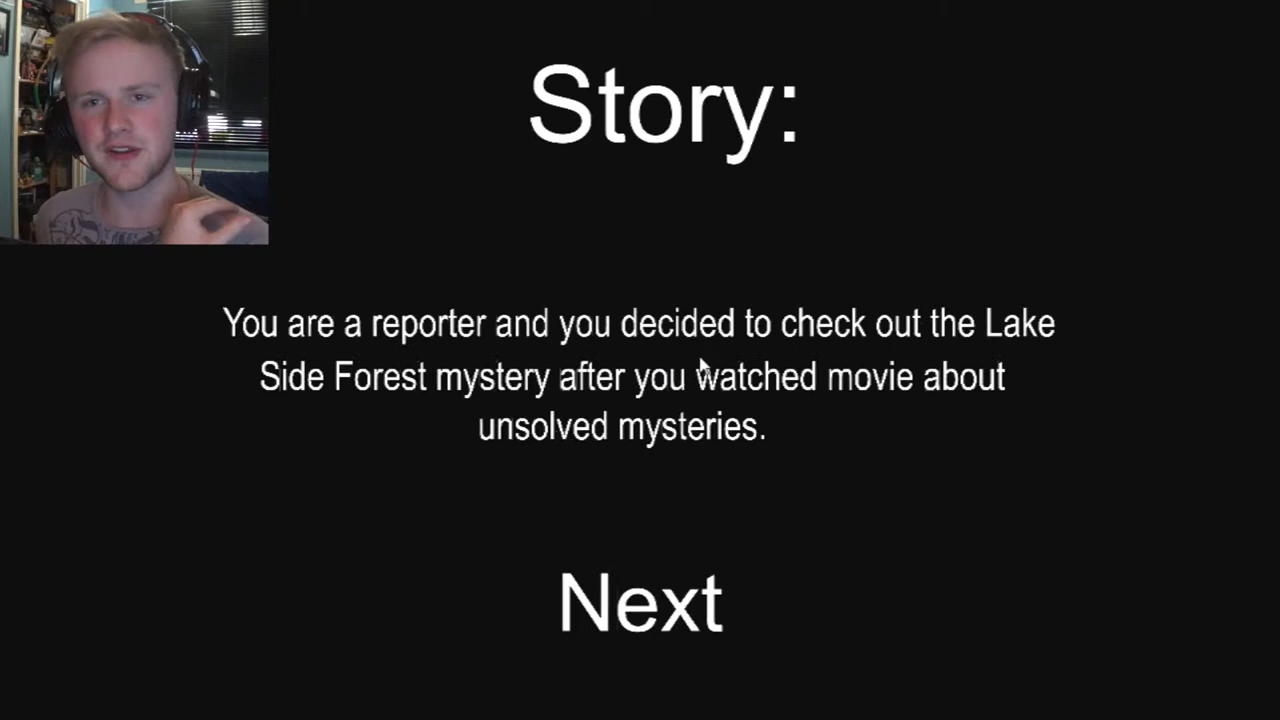 Story:
You are a reporter and you decided to check out the Lake
Side Forest mystery after you watched movie about
unsolved mysteries.
Next